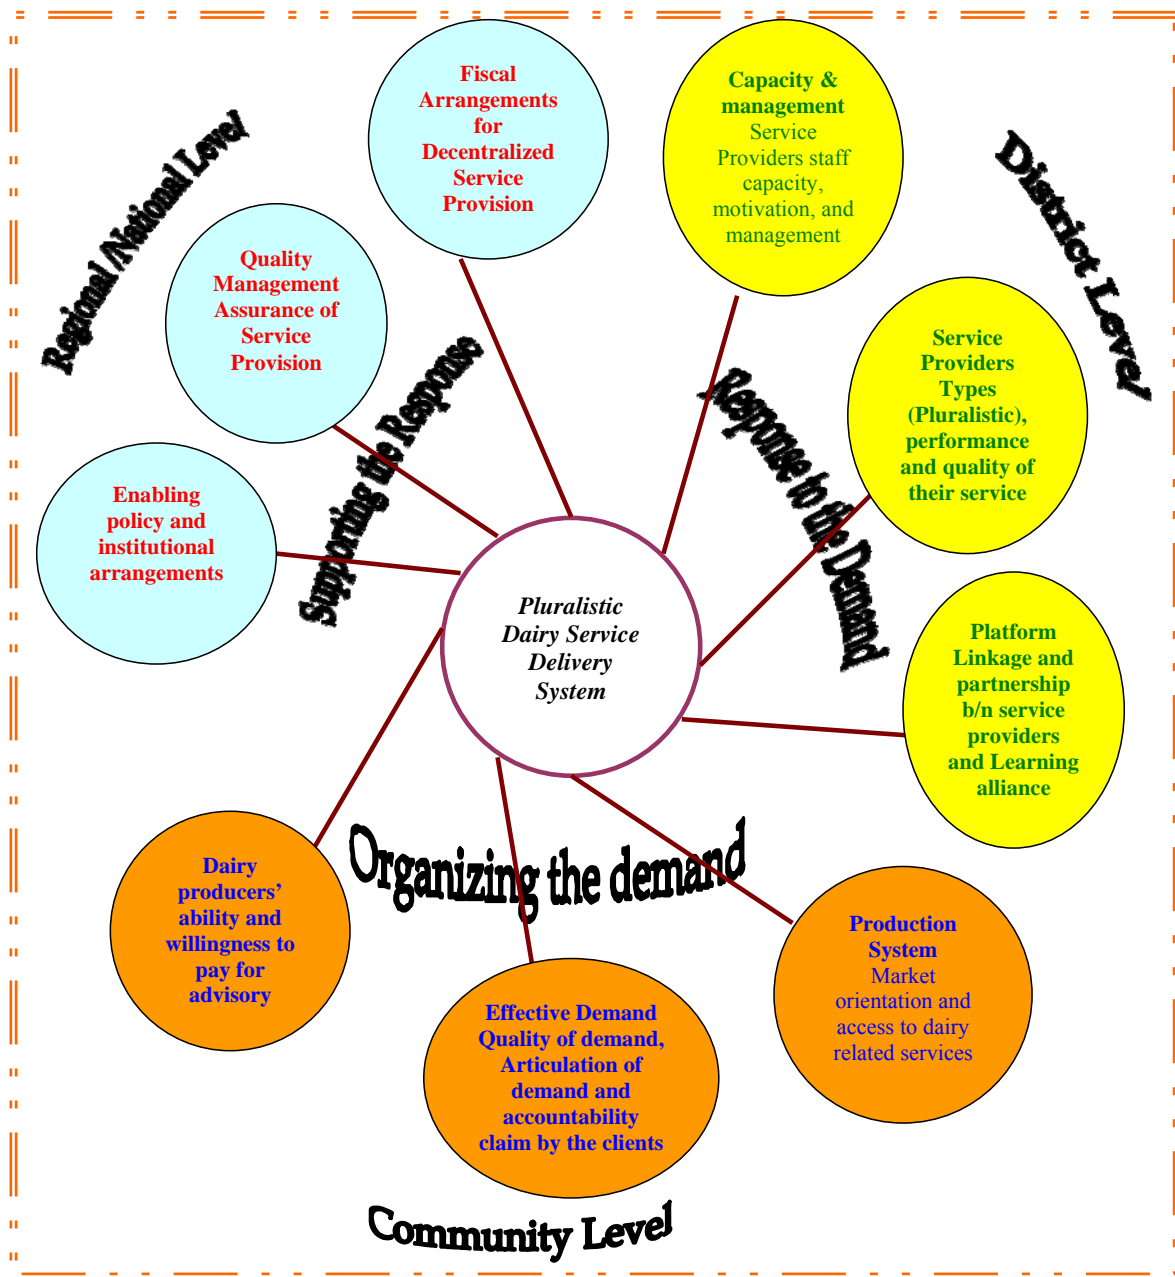 Fiscal
Arrangements
for
Decentralized
Service
Provision
Capacity &
management
Service
Providers staff
capacity,
motivation, and
management
Regional /National Level
District Level
Quality
Management
Assurance of
Service
Provision
Service
Providers
Types
(Pluralistic),
performance
and quality of
their service
Supporting the Response
Response to the Demand
Enabling
policy and
institutional
arrangements
Pluralistic
Dairy Service
Delivery
System
Platform
Linkage and
partnership
b/n service
providers
and Learning
alliance
Organizing the demand
Dairy
producers’
ability and
willingness to
pay for
advisory
Production
System
Market
orientation and
access to dairy
related services
Effective Demand
Quality of demand,
Articulation of
demand and
accountability
claim by the clients
Community Level